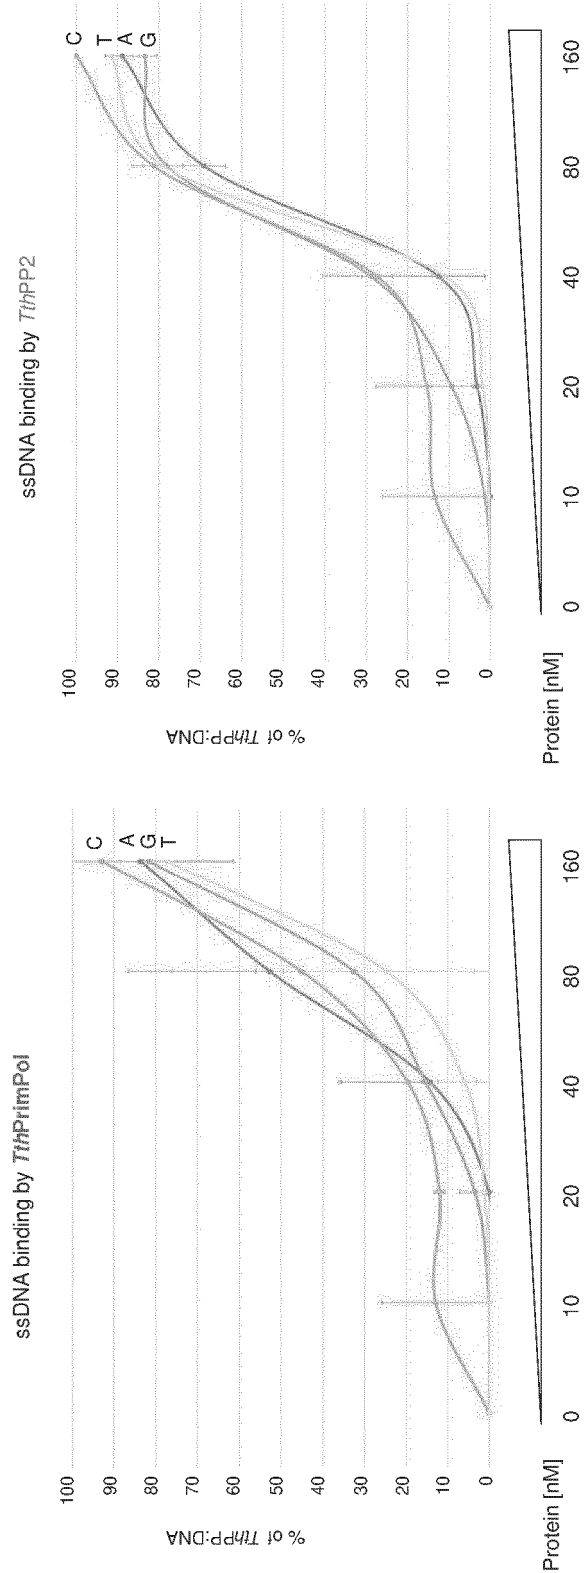 ssDNA binding by TthPrimPol
% of TthPP:DNA
100
90
80
70
60
50
40
30
20
10
0
C
A
G
T
Protein [nM]
0 10 20 40 80 160
ssDNA binding by TthPP2
% of TthPP:DNA
100
90
80
70
60
50
40
30
20
10
0
C
T
A
G
Protein [nM]
0 10 20 40 80 160